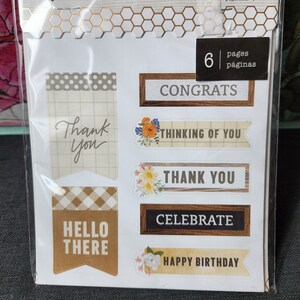 6 pages
páginas
CONGRATS
Thank
You
THINKING OF YOU
THANK YOU
HELLO
THERE
CELEBRATE
HAPPY BIRTHDAY